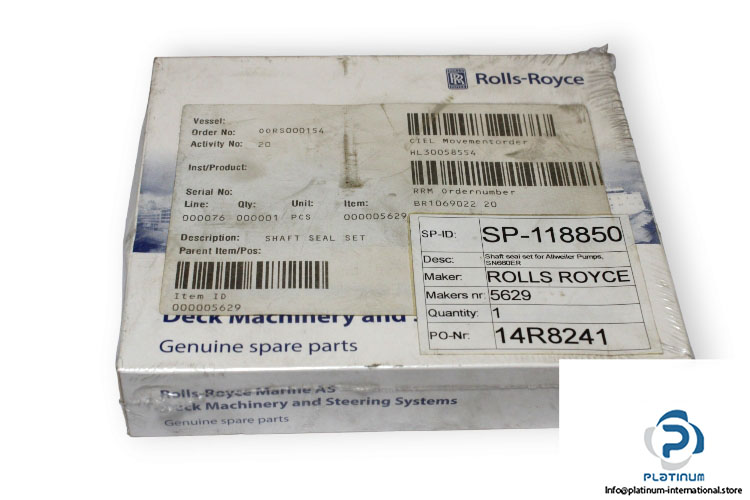 RR Rolls-Royce
Vessel:
Order No: 00RS000154
Activity No: 20
Inst/Product:
Serial No:
Line: Qty: Unit: Item:
000076 000001 PCS 000005629
Description: SHAFT SEAL SET
Parent Item/Pos:
Item ID
000005629
CIEL Movementorder
HL30058554
RRM Ordernumber
BR1069022 20
SP-ID: SP-118850
Desc: Shaft seal set for Allweiler Pumps, SN660ER
Maker: ROLLS ROYCE
Makers nr: 5629
Quantity: 1
PO-Nr: 14R8241
Deck Machinery and
Genuine spare parts
Rolls-Royce Marine AS
Deck Machinery and Steering Systems
Genuine spare parts
PLATINUM
Info@platinum-international.store